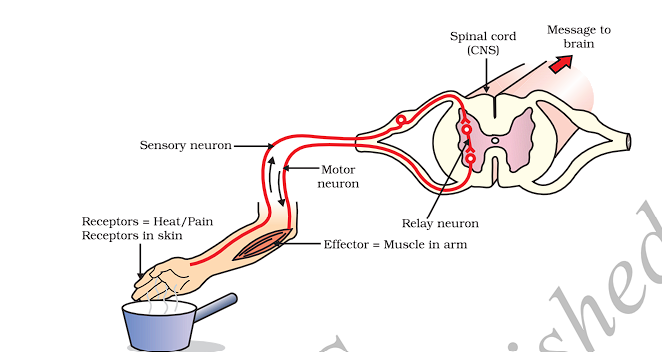 Spinal cord
(CNS)
Message to
brain
Sensory neuron
Motor
neuron
Relay neuron
Receptors = Heat/Pain
Receptors in skin
Effector = Muscle in arm
ished